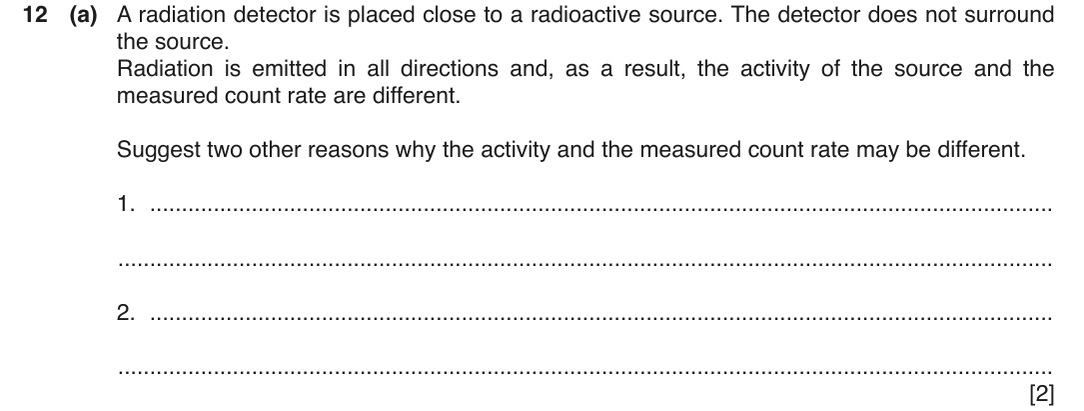 12 (a) A radiation detector is placed close to a radioactive source. The detector does not surround
the source.
Radiation is emitted in all directions and, as a result, the activity of the source and the
measured count rate are different.
Suggest two other reasons why the activity and the measured count rate may be different.
1. ................................................................................
................................................................................
2. ................................................................................
................................................................................
[2]